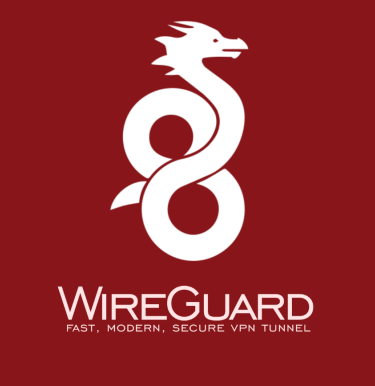 WIREGUARD
FAST, MODERN, SECURE VPN TUNNEL